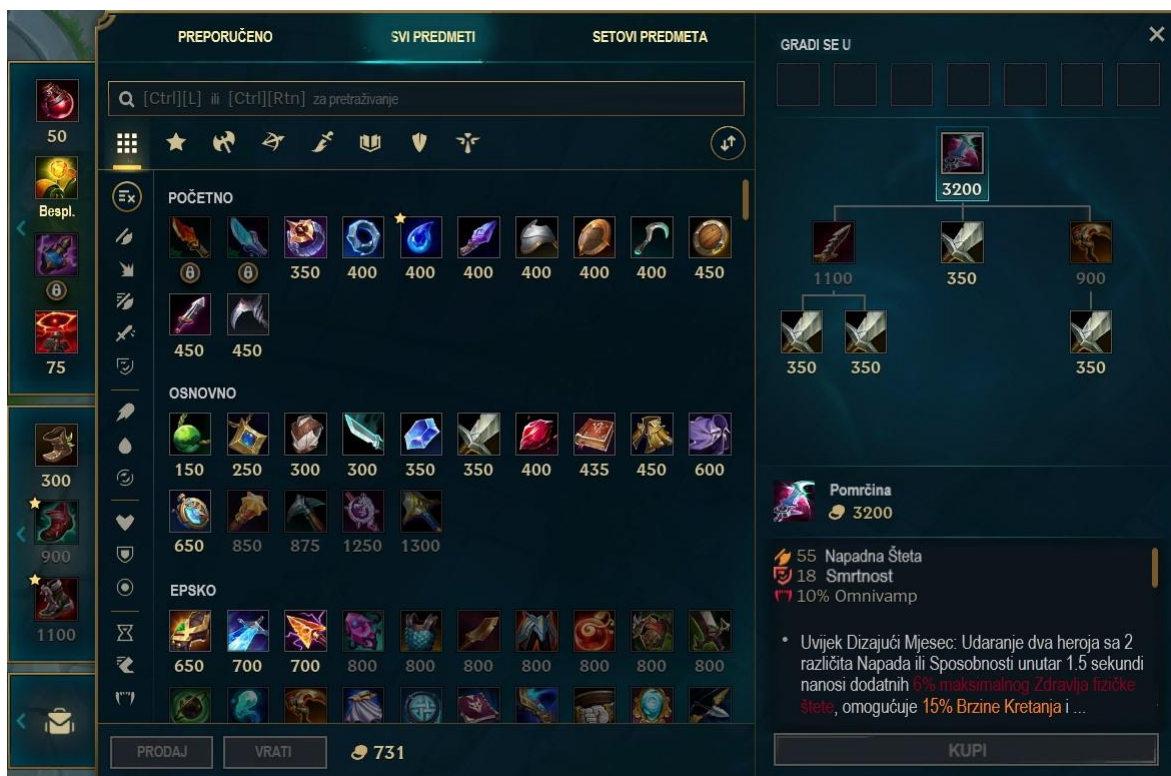 PREPORUČENO SVI PREDMETI SETOVI PREDMETA
[Ctrl][L] ili [Ctrl][Rtn] za pretraživanje
50
Bespl.
75
300
900
1100
POČETNO
350 400 400 400 400 400 400 450
450 450
OSNOVNO
150 250 300 300 350 350 400 435 450 600
650 850 875 1250 1300
EPSKO
650 700 700 800 800 800 800 800 800 800
PRODAJ VRATI 731
GRADI SE U
3200
1100 350 900
350 350 350
Pomrčina
3200
55 Napadna Šteta
18 Smrtnost
10% Omnivamp
• Uvijek Dizajući Mjesec: Udaranje dva heroja sa 2
različita Napada ili Sposobnosti unutar 1.5 sekundi
nanosi dodatnih 6% maksimalnog Zdravlja fizičke
štete, omogućuje 15% Brzine Kretanja i ...
KUPI